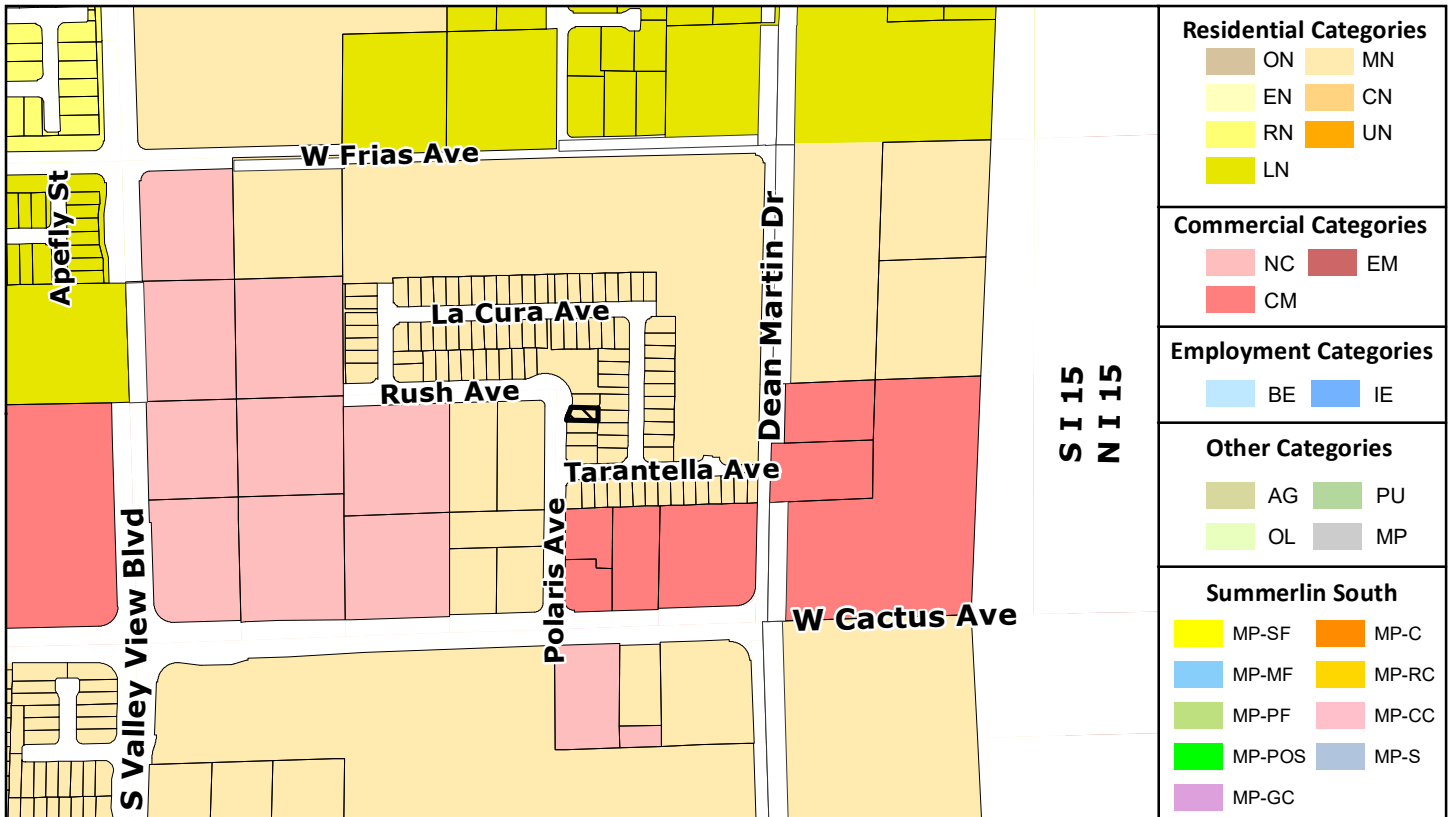 W Frias Ave
Apefly St
La Cura Ave
Dean Martin Dr
Rush Ave
Tarantella Ave
S I 15
N I 15
Polaris Ave
S Valley View Blvd
W Cactus Ave
Residential Categories
ON MN
EN CN
RN UN
LN
Commercial Categories
NC EM
CM
Employment Categories
BE IE
Other Categories
AG PU
OL MP
Summerlin South
MP-SF MP-C
MP-MF MP-RC
MP-PF MP-CC
MP-POS MP-S
MP-GC